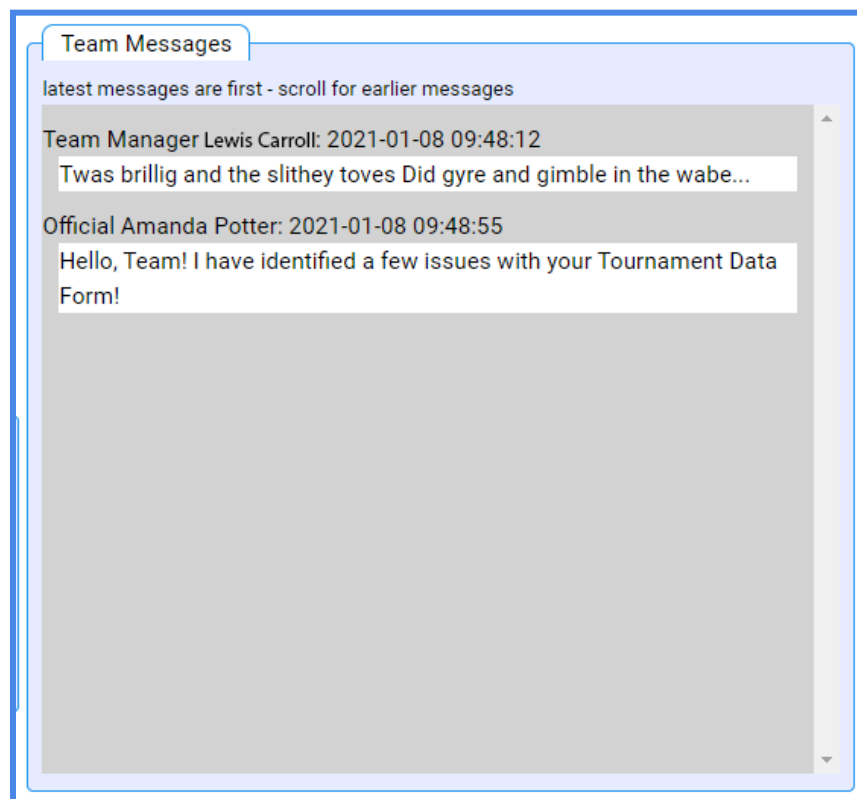 Team Messages
latest messages are first - scroll for earlier messages
Team Manager Lewis Carroll: 2021-01-08 09:48:12
Twas brillig and the slithey toves Did gyre and gimble in the wabe...
Official Amanda Potter: 2021-01-08 09:48:55
Hello, Team! I have identified a few issues with your Tournament Data
Form!